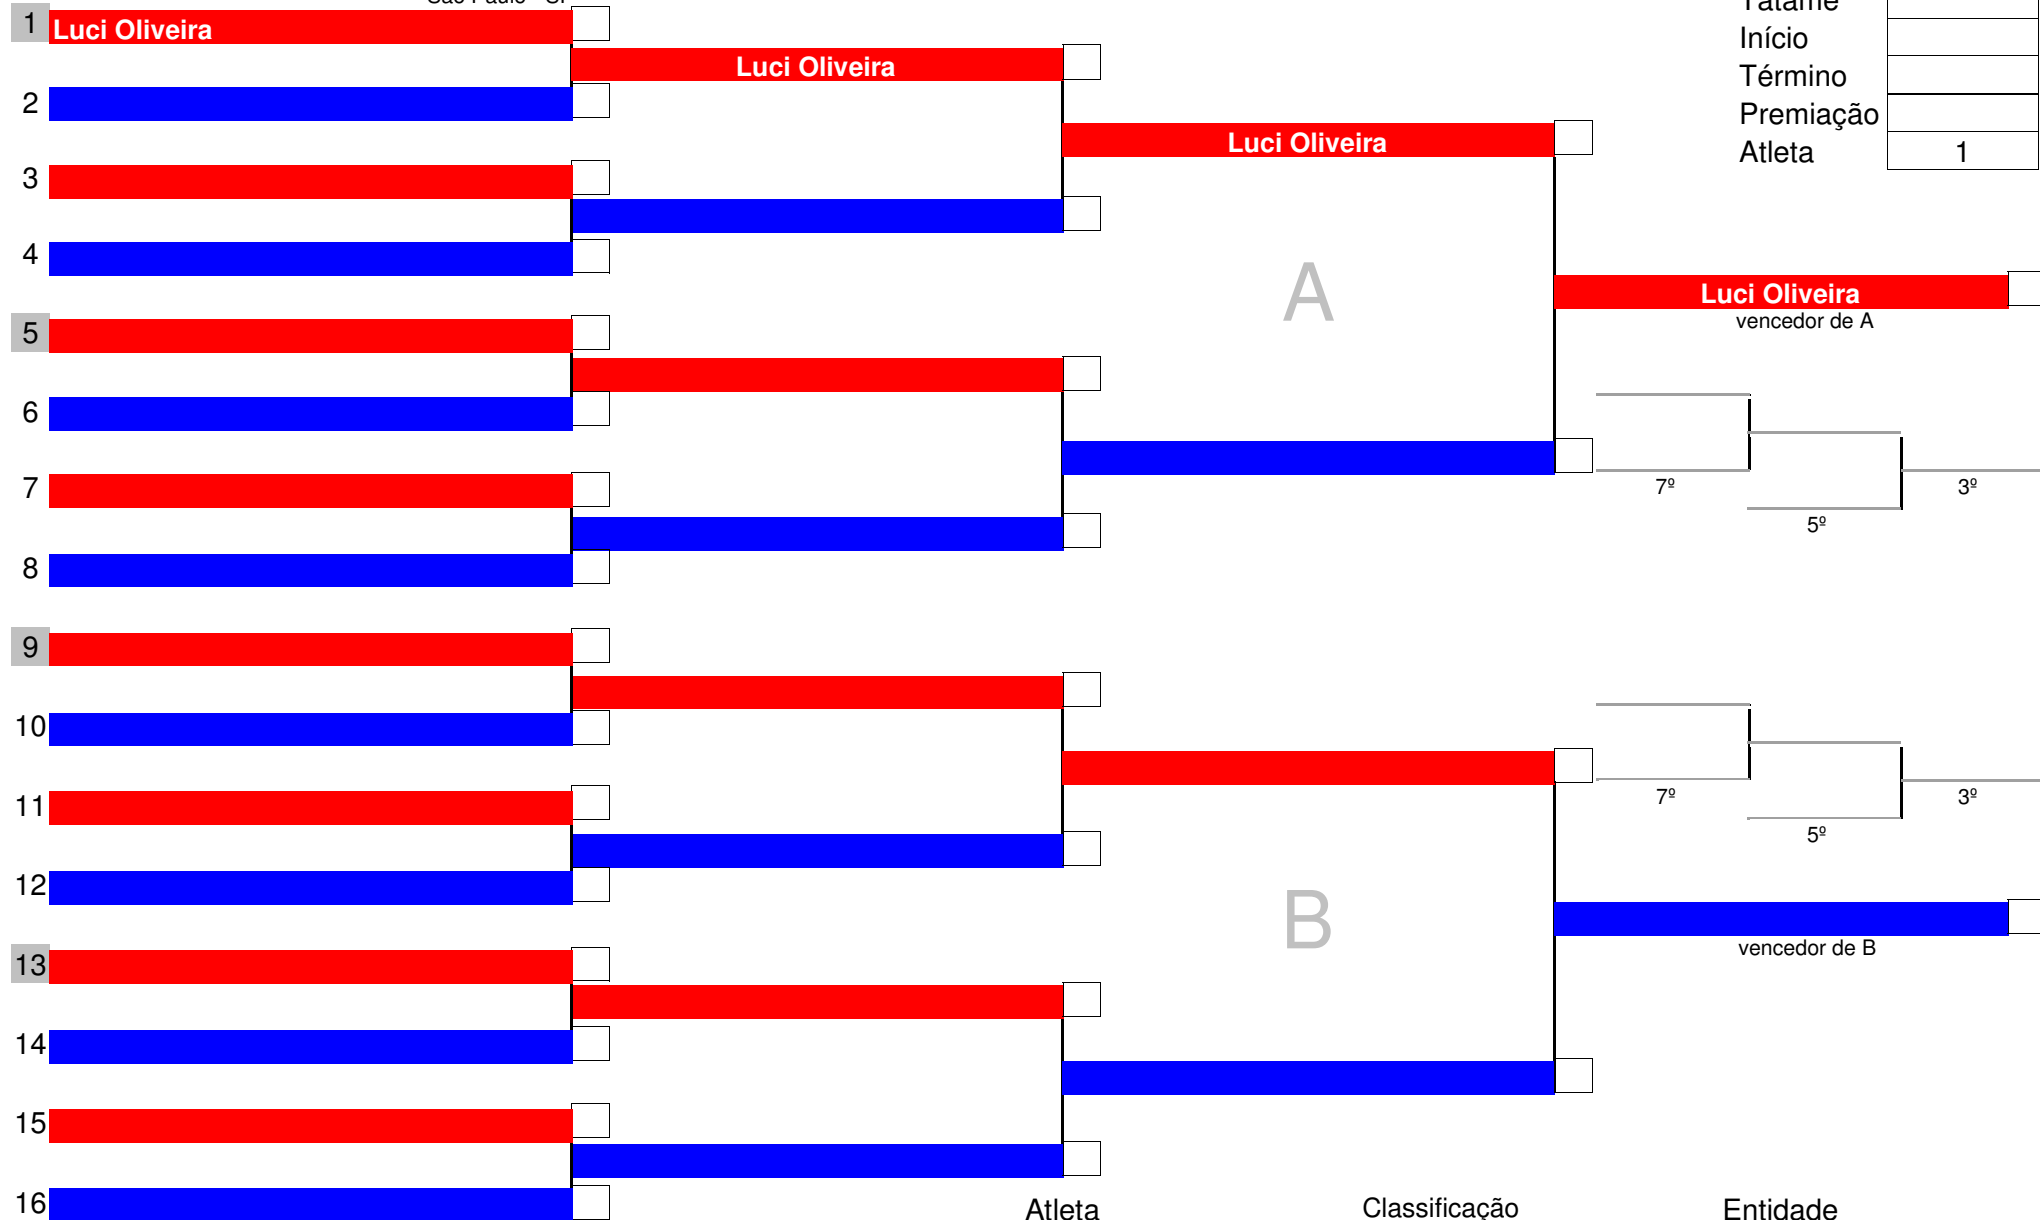 Tatame
1 Luci Oliveira
Início
Luci Oliveira
Término
2
Premiação
Luci Oliveira
Atleta 1
3
4
A
Luci Oliveira
vencedor de A
5
6
7
7º
3º
5º
8
9
10
7º
3º
11
5º
12
B
vencedor de B
13
14
15
16
Atleta Classificação Entidade